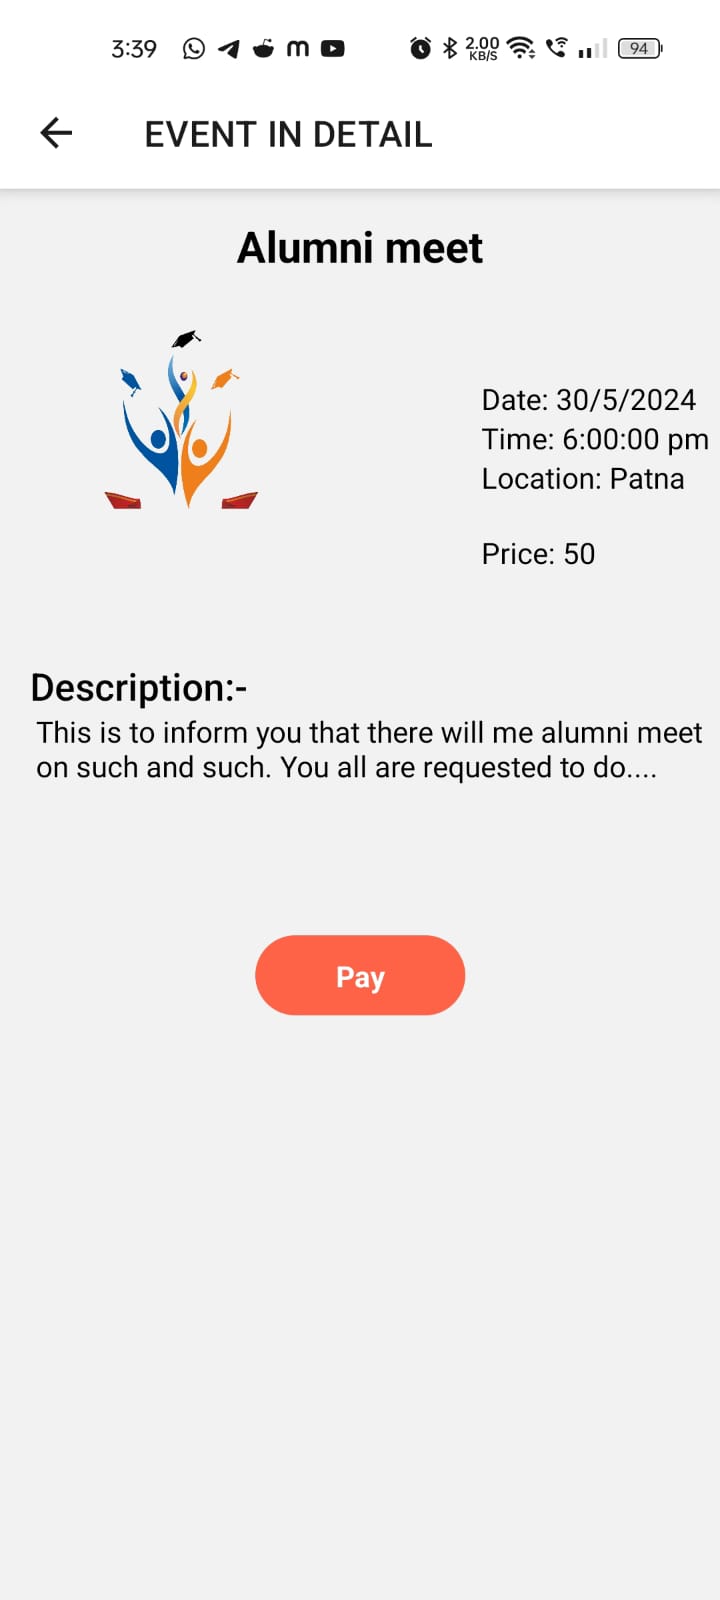 3:39 m 2.00 KB/S 94
EVENT IN DETAIL
Alumni meet
Date: 30/5/2024
Time: 6:00:00 pm
Location: Patna
Price: 50
Description:-
This is to inform you that there will me alumni meet
on such and such. You all are requested to do....
Pay